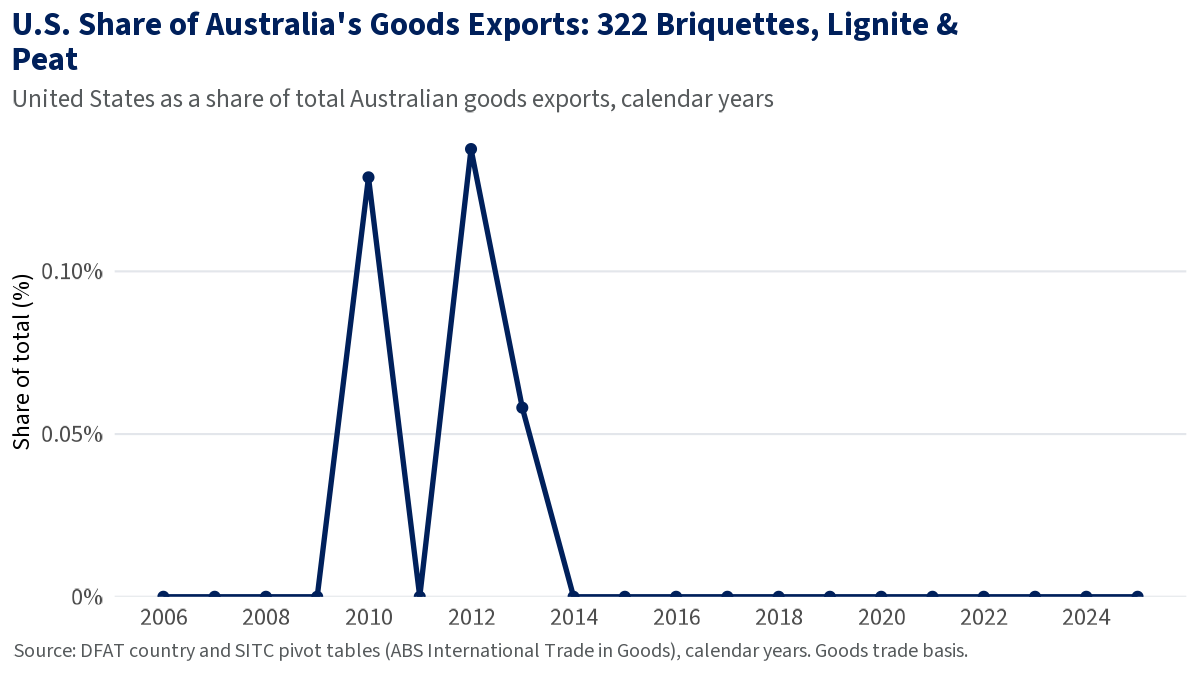 U.S. Share of Australia's Goods Exports: 322 Briquettes, Lignite &
Peat
United States as a share of total Australian goods exports, calendar years
Share of total (%)
0.10%
0.05%
0%
2006 2008 2010 2012 2014 2016 2018 2020 2022 2024
Source: DFAT country and SITC pivot tables (ABS International Trade in Goods), calendar years. Goods trade basis.